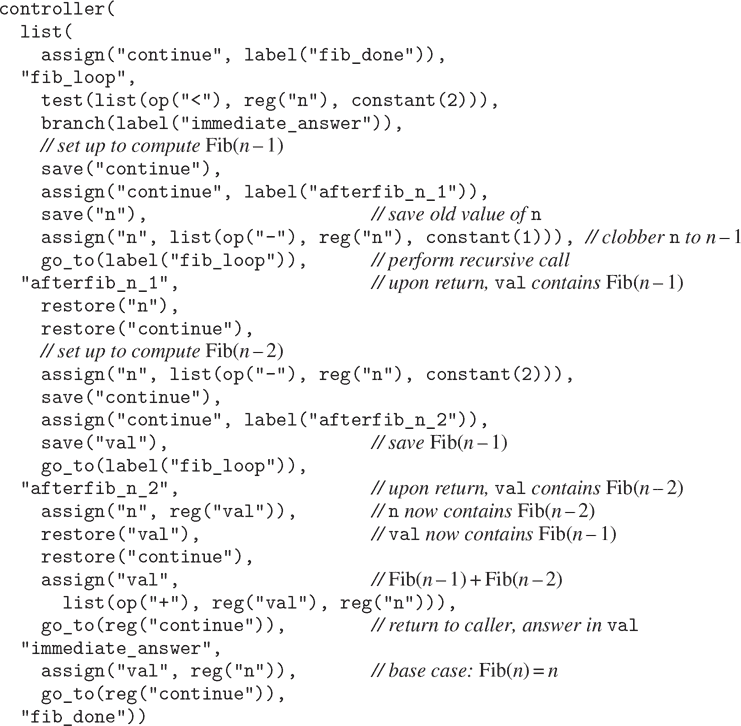 controller(
  list(
    assign("continue", label("fib_done")),
  "fib_loop",
    test(list(op("<"), reg("n"), constant(2))),
    branch(label("immediate_answer")),
    // set up to compute Fib(n – 1)
    save("continue"),
    assign("continue", label("afterfib_n_1")),
    save("n"),                     // save old value of n
    assign("n", list(op("-"), reg("n"), constant(1))), // clobber n to n – 1
    go_to(label("fib_loop")),      // perform recursive call
  "afterfib_n_1",                  // upon return, val contains Fib(n – 1)
    restore("n"),
    restore("continue"),
    // set up to compute Fib(n – 2)
    assign("n", list(op("-"), reg("n"), constant(2))),
    save("continue"),
    assign("continue", label("afterfib_n_2")),
    save("val"),                   // save Fib(n – 1)
    go_to(label("fib_loop")),
  "afterfib_n_2",                  // upon return, val contains Fib(n – 2)
    assign("n", reg("val")),       // n now contains Fib(n – 2)
    restore("val"),                // val now contains Fib(n – 1)
    restore("continue"),
    assign("val",                  // Fib(n – 1) + Fib(n – 2)
      list(op("+"), reg("val"), reg("n"))),
    go_to(reg("continue")),        // return to caller, answer in val
  "immediate_answer",
    assign("val", reg("n")),       // base case: Fib(n) = n
    go_to(reg("continue")),
  "fib_done"))